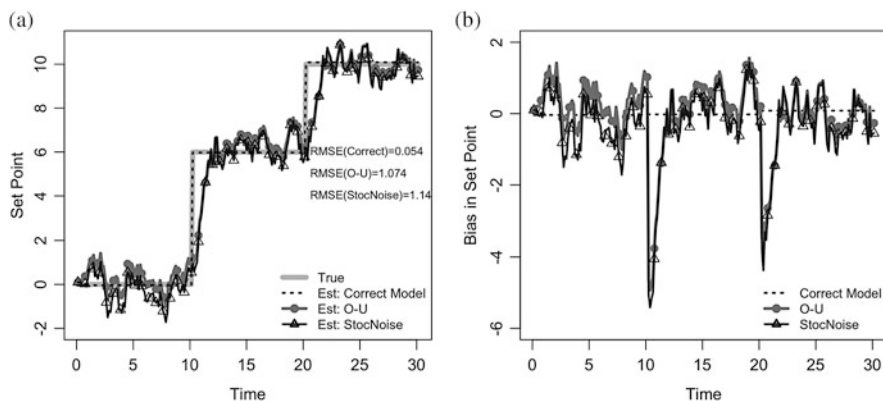 (a)
Set Point
10
8
6
4
2
0
-2
RMSE(Correct)=0.054
RMSE(O-U)=1.074
RMSE(StocNoise)=1.14
True
Est: Correct Model
Est: O-U
Est: StocNoise
0 5 10 15 20 25 30
Time
(b)
Bias in Set Point
2
0
-2
-4
-6
Correct Model
O-U
StocNoise
0 5 10 15 20 25 30
Time